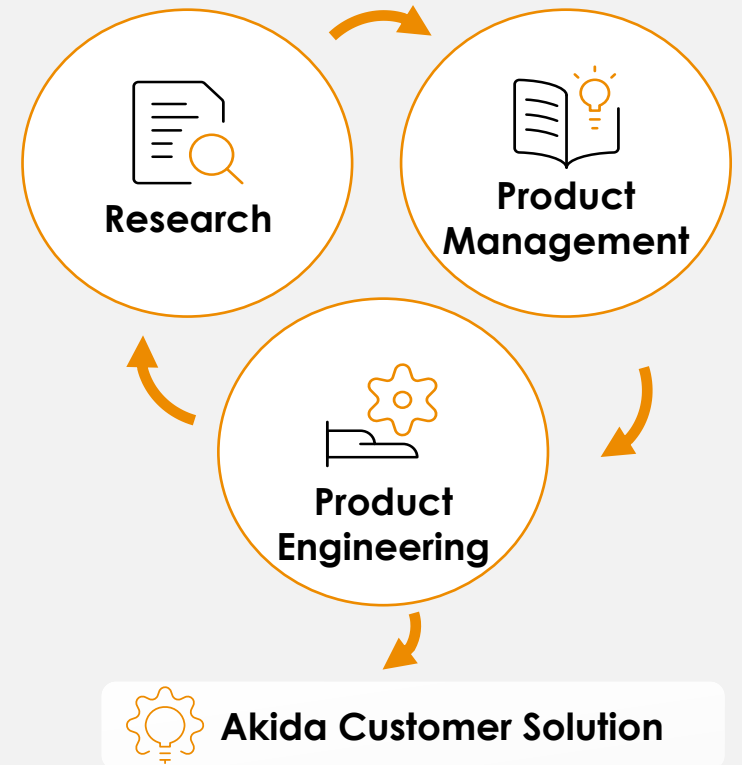 Research
Product
Management
Product
Engineering
Akida Customer Solution